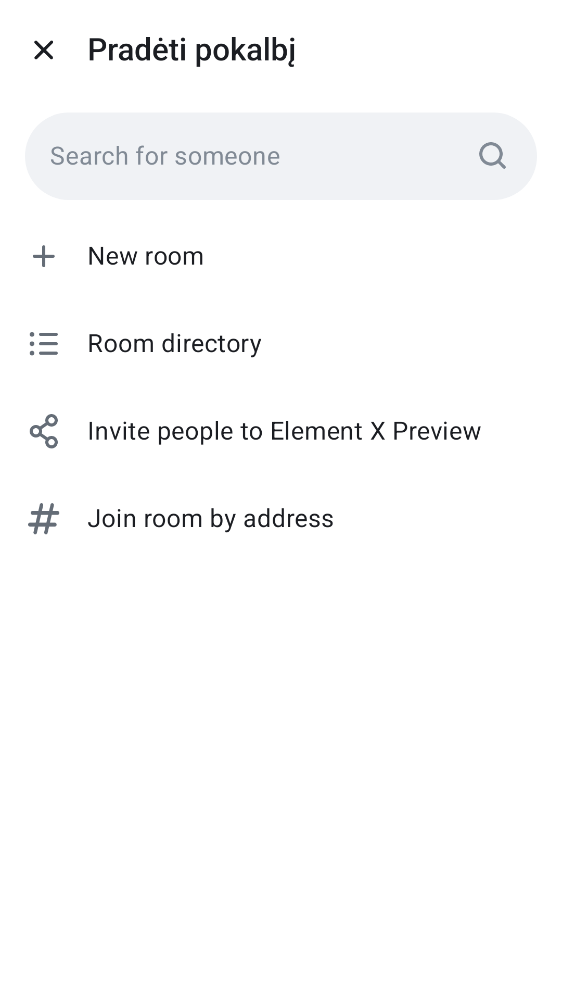 Pradėti pokalbį
Search for someone
New room
Room directory
Invite people to Element X Preview
Join room by address